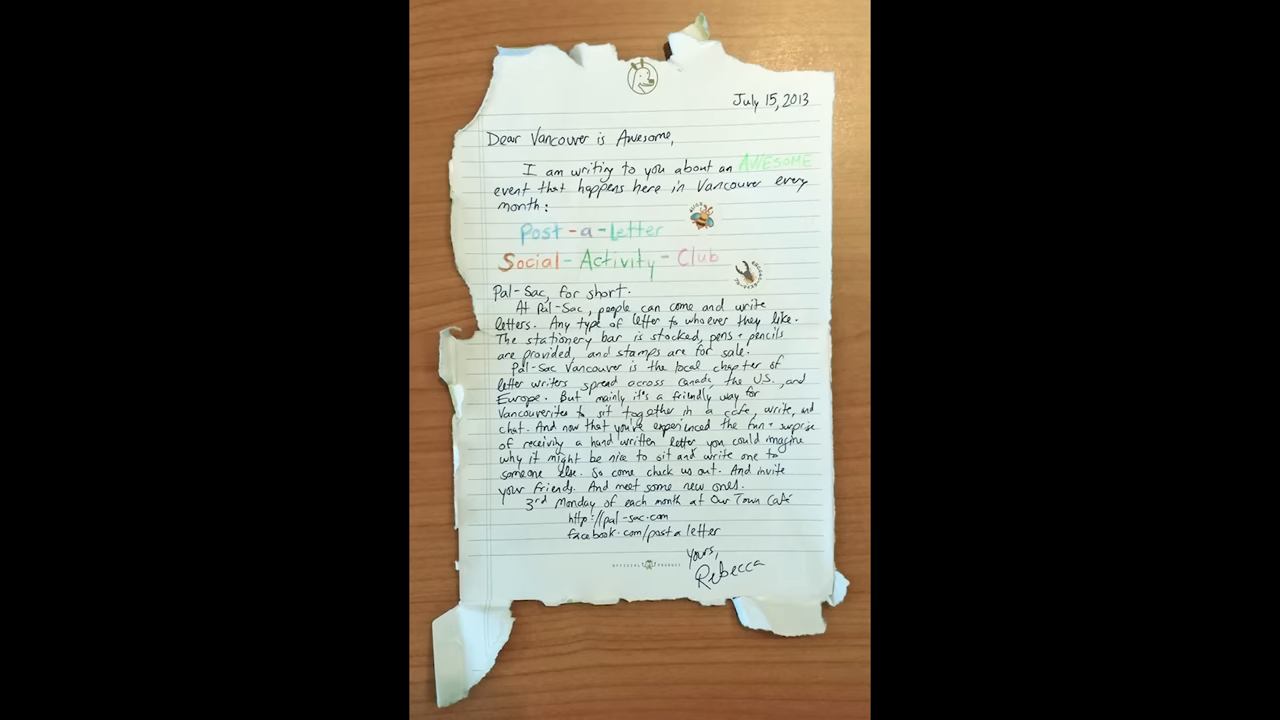 July 15, 2013
Dear Vancouver is Awesome,
I am writing to you about an AWESOME
event that happens here in Vancouver every
month:
Post-a-Letter
Social-Activity-Club
Pal-Sac, for short.
At Pal-Sac, people can come and write
letters. Any type of letter to whoever they like.
The stationery bar is stocked, pens + pencils
are provided, and stamps are for sale.
Pal-Sac Vancouver is the local chapter of
letter writers spread across Canada, the U.S., and
Europe. But mainly it's a friendly way for
Vancouverites to sit together in a cafe, write, and
chat. And now that you've experienced the fun + surprise
of receiving a hand written letter you could imagine
why it might be nice to sit and write one to
someone else. So come check us out. And invite
your friends. And meet some new ones.
3rd Monday of each month at Our Town Café
http://pal-sac.com
facebook.com/postaletter
Yours,
Rebecca
OFFICIAL PRODUCT